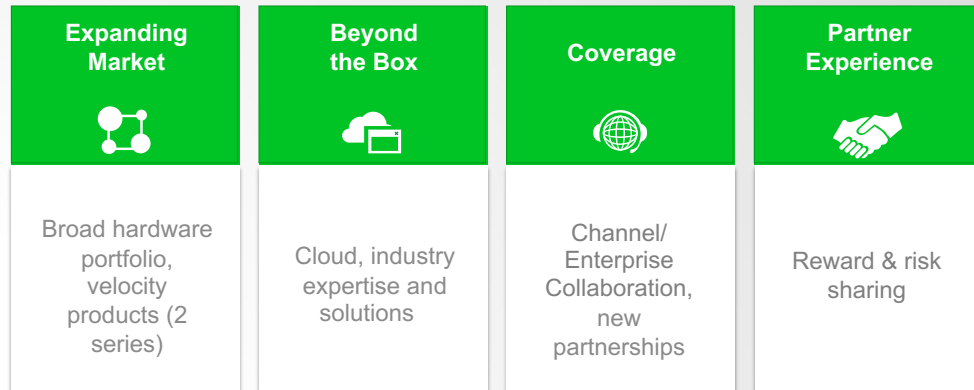 Expanding
Market
Broad hardware
portfolio,
velocity
products (2
series)
Beyond
the Box
Cloud, industry
expertise and
solutions
Coverage
Channel/
Enterprise
Collaboration,
new
partnerships
Partner
Experience
Reward & risk
sharing